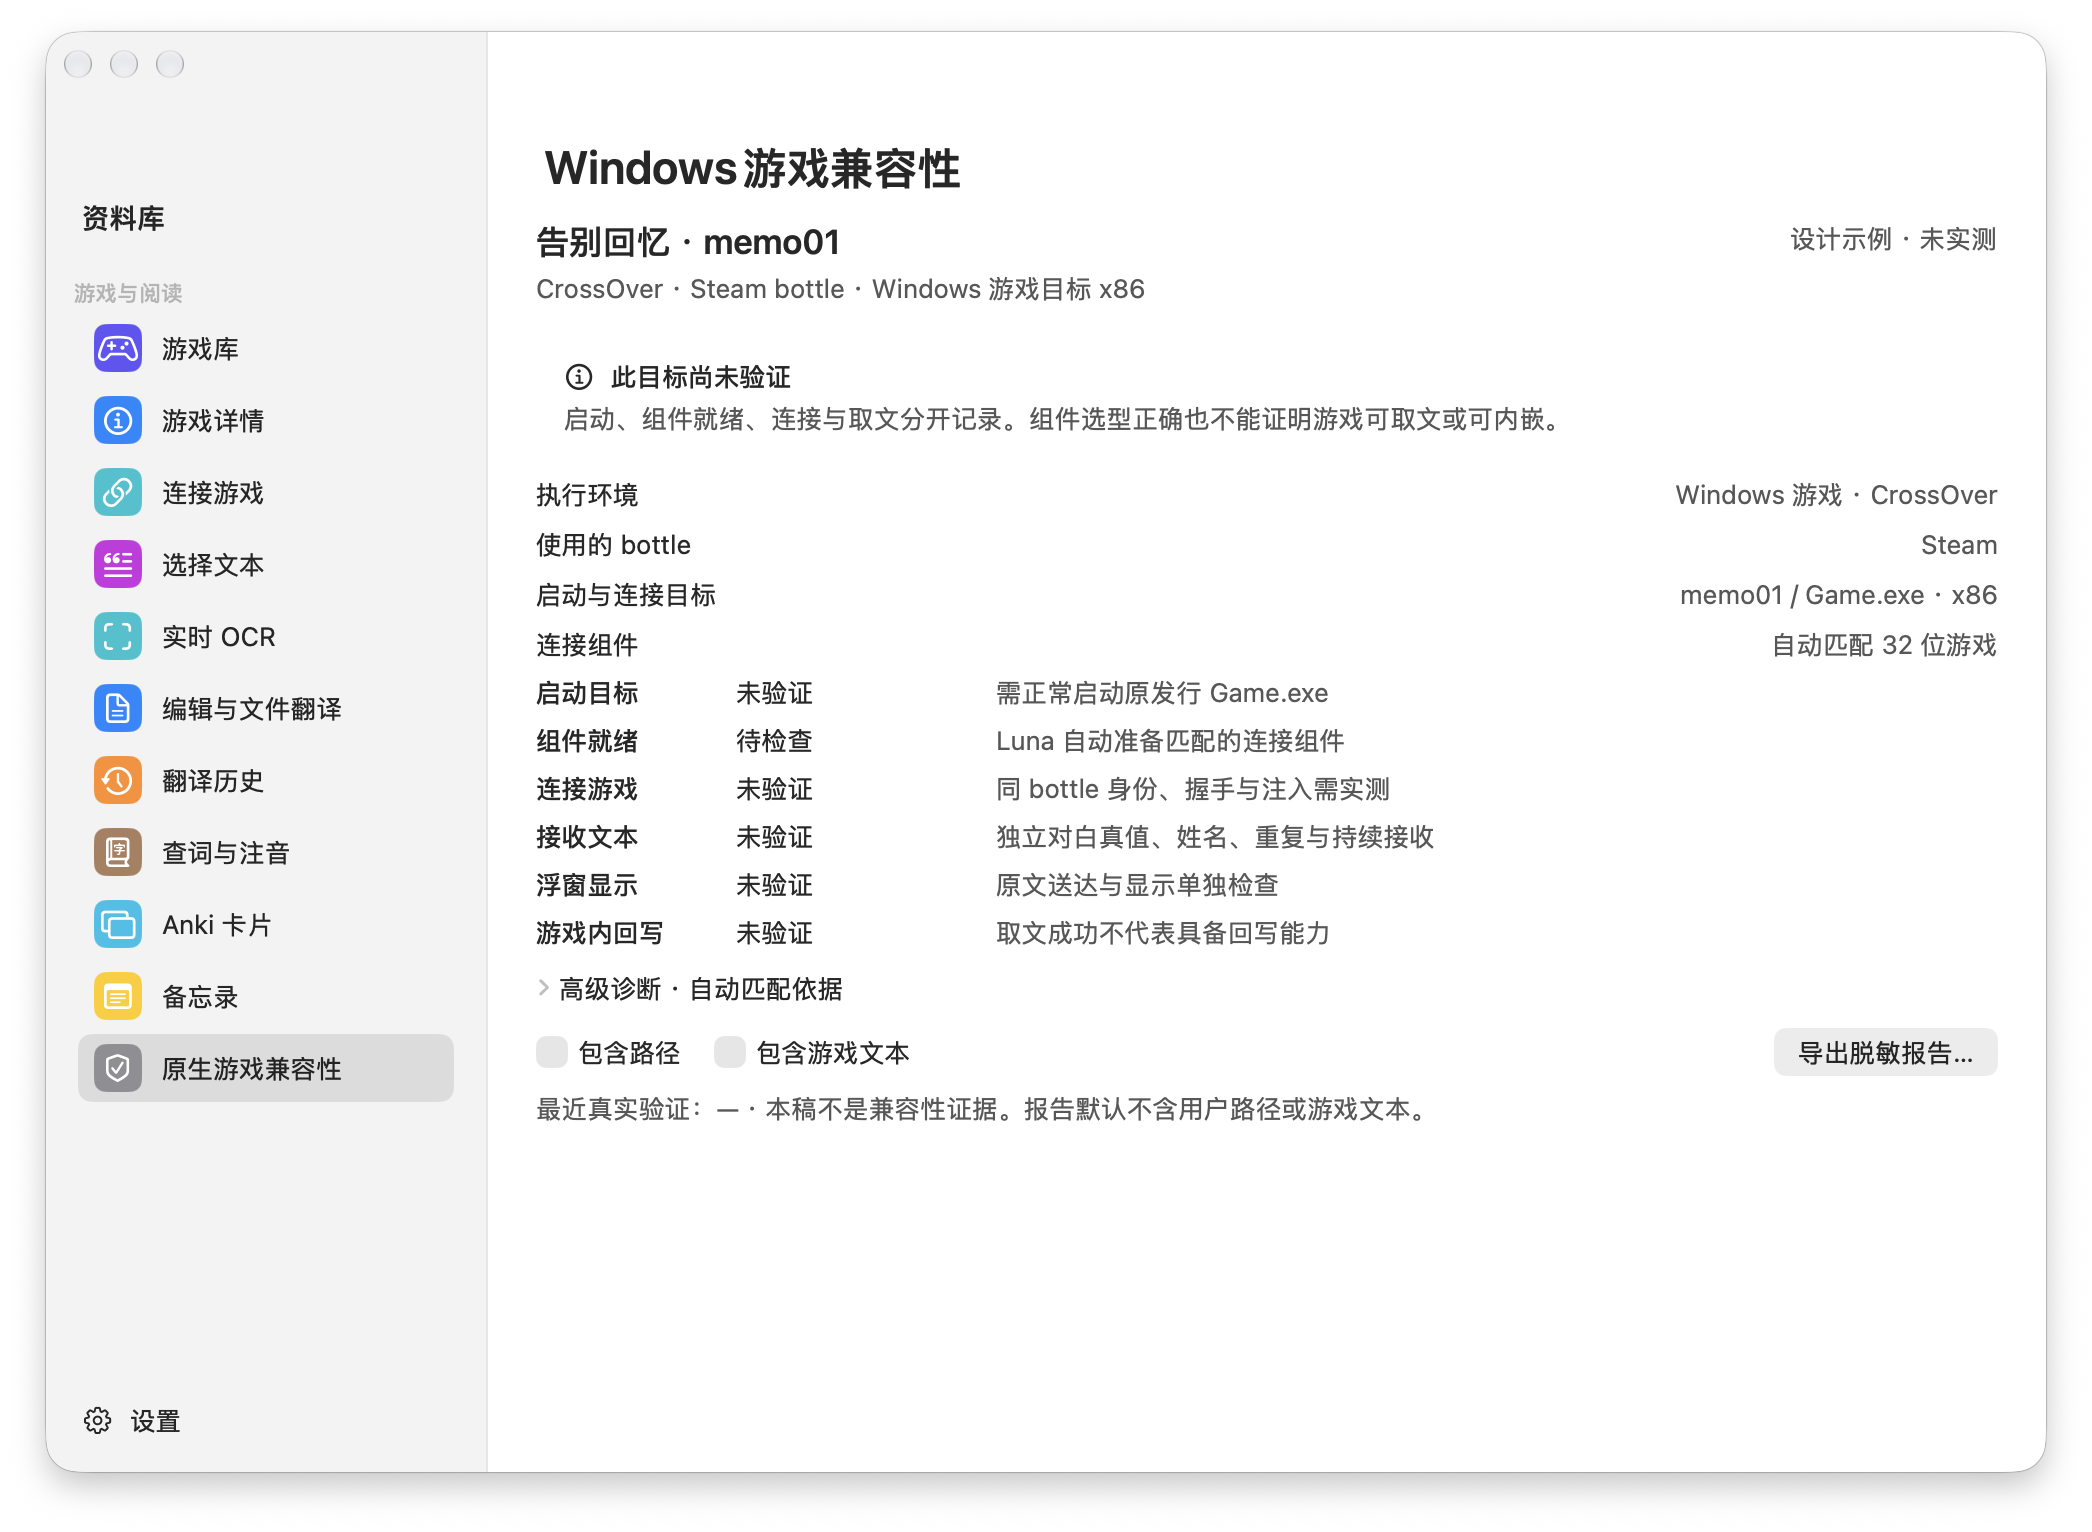 资料库
游戏与阅读
游戏库
游戏详情
连接游戏
选择文本
实时 OCR
编辑与文件翻译
翻译历史
查词与注音
Anki 卡片
备忘录
原生游戏兼容性
设置
Windows游戏兼容性
告别回忆 · memo01
设计示例 · 未实测
CrossOver · Steam bottle · Windows 游戏目标 x86
此目标尚未验证
启动、组件就绪、连接与取文分开记录。组件选型正确也不能证明游戏可取文或可内嵌。
执行环境 Windows 游戏 · CrossOver
使用的 bottle Steam
启动与连接目标 memo01 / Game.exe · x86
连接组件 自动匹配 32 位游戏
启动目标 未验证 需正常启动原发行 Game.exe
组件就绪 待检查 Luna 自动准备匹配的连接组件
连接游戏 未验证 同 bottle 身份、握手与注入需实测
接收文本 未验证 独立对白真值、姓名、重复与持续接收
浮窗显示 未验证 原文送达与显示单独检查
游戏内回写 未验证 取文成功不代表具备回写能力
高级诊断 · 自动匹配依据
包含路径 包含游戏文本 导出脱敏报告...
最近真实验证：— · 本稿不是兼容性证据。报告默认不含用户路径或游戏文本。